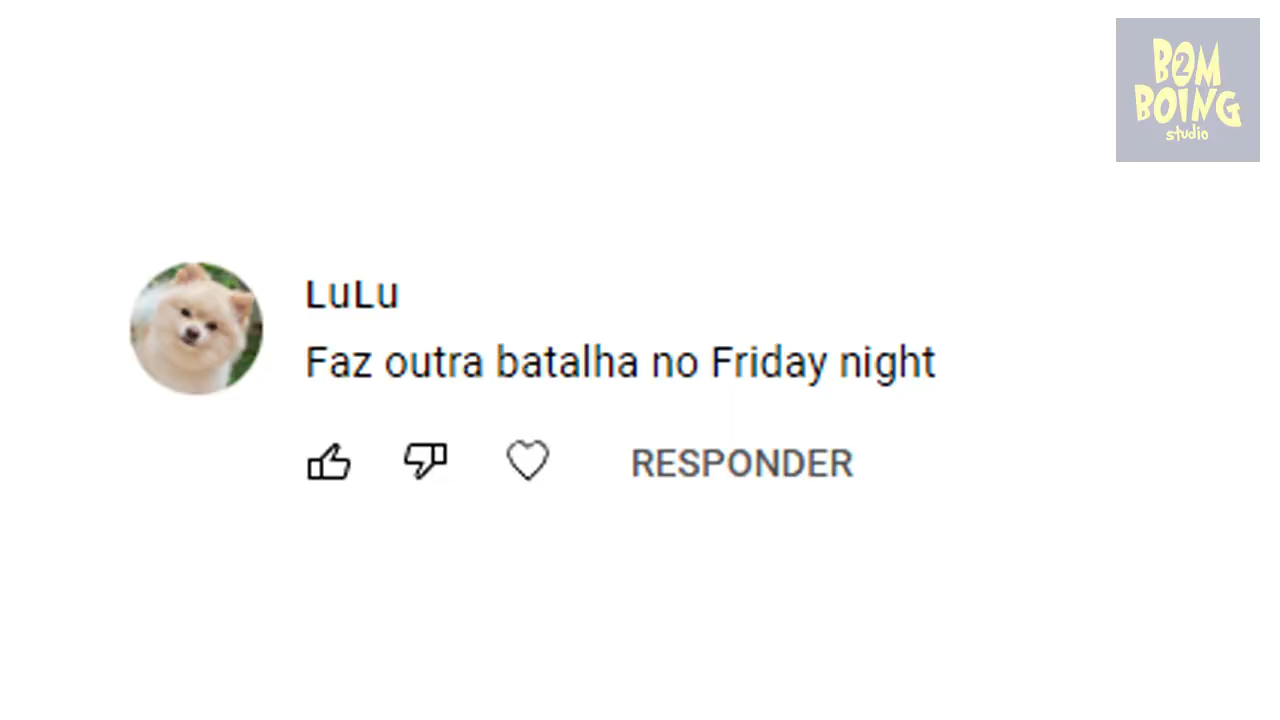 B2M
BOING
studio
LuLu
Faz outra batalha no Friday night
RESPONDER